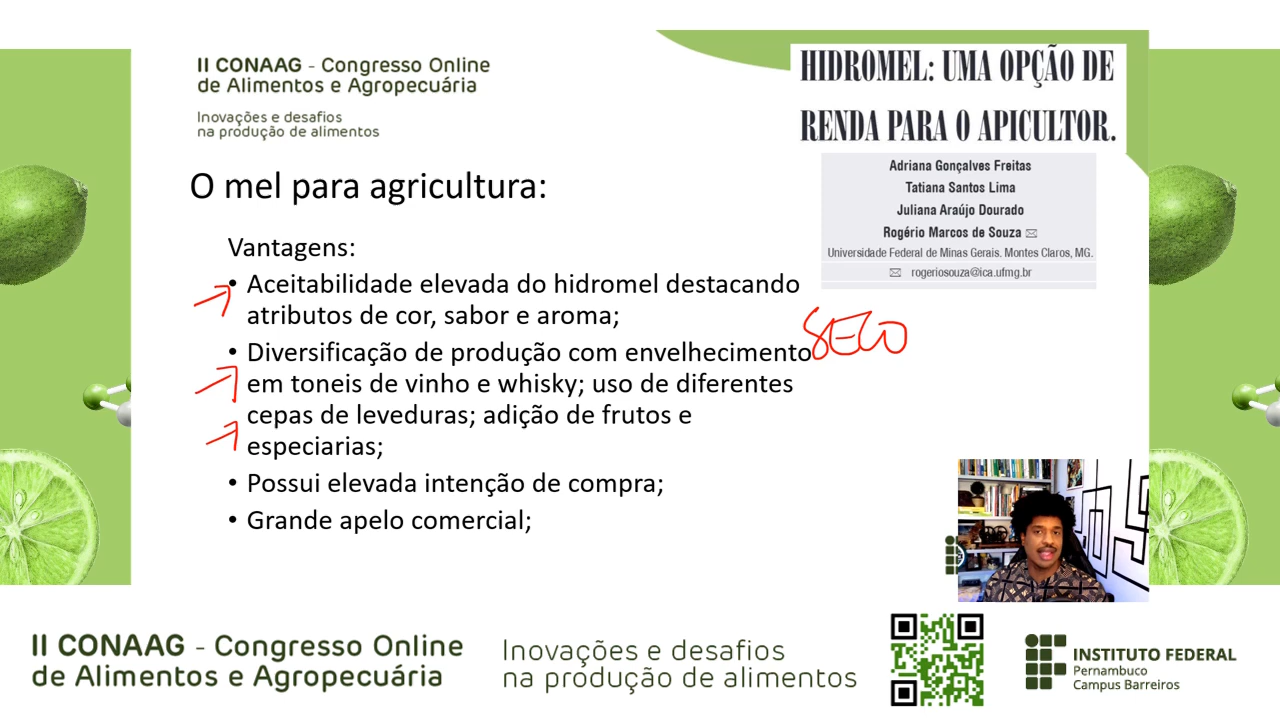 II CONAAG - Congresso Online
de Alimentos e Agropecuária
Inovações e desafios
na produção de alimentos
HIDROMEL: UMA OPÇÃO DE
RENDA PARA O APICULTOR.
Adriana Gonçalves Freitas
Tatiana Santos Lima
Juliana Araújo Dourado
Rogério Marcos de Souza
Universidade Federal de Minas Gerais. Montes Claros, MG.
rogeriosouza@ica.ufmg.br
O mel para agricultura:
Vantagens:
• Aceitabilidade elevada do hidromel destacando
atributos de cor, sabor e aroma;
• Diversificação de produção com envelhecimento
em toneis de vinho e whisky; uso de diferentes
cepas de leveduras; adição de frutos e
especiarias;
• Possui elevada intenção de compra;
• Grande apelo comercial;
SECO
II CONAAG - Congresso Online
de Alimentos e Agropecuária
Inovações e desafios
na produção de alimentos
INSTITUTO FEDERAL
Pernambuco
Campus Barreiros